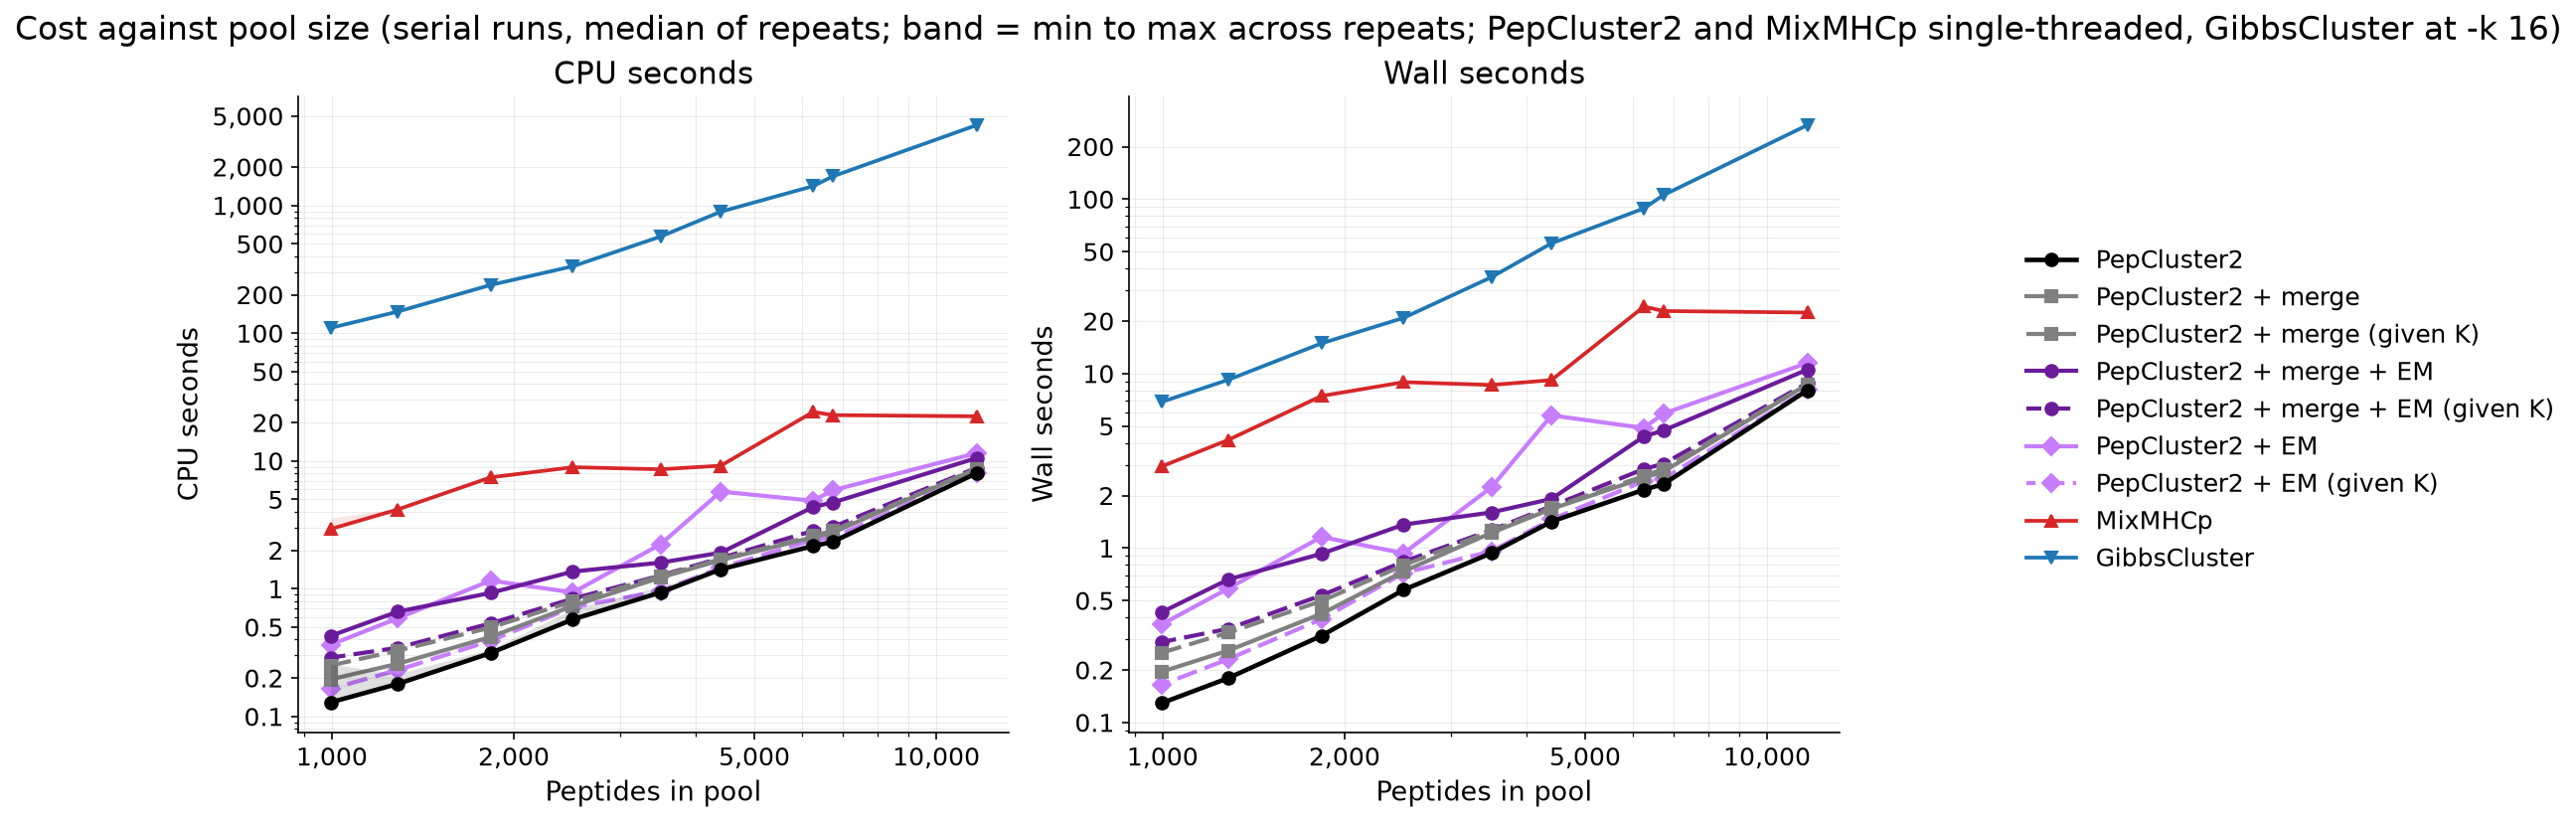 Cost against pool size (serial runs, median of repeats; band = min to max across repeats; PepCluster2 and MixMHCp single-threaded, GibbsCluster at -k 16)
CPU seconds
5,000
2,000
1,000
500
200
100
50
20
10
5
2
1
0.5
0.2
0.1
CPU seconds
1,000
2,000
5,000
10,000
Peptides in pool
Wall seconds
200
100
50
20
10
5
2
1
0.5
0.2
0.1
Wall seconds
1,000
2,000
5,000
10,000
Peptides in pool
PepCluster2
PepCluster2 + merge
PepCluster2 + merge (given K)
PepCluster2 + merge + EM
PepCluster2 + merge + EM (given K)
PepCluster2 + EM
PepCluster2 + EM (given K)
MixMHCp
GibbsCluster